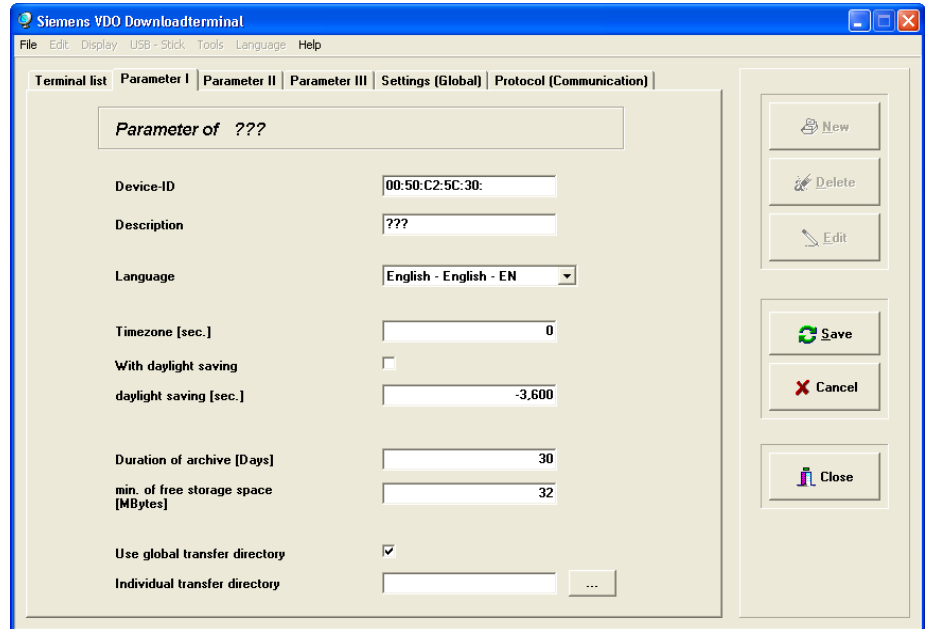 Siemens VDO Downloadterminal
File Edit Display USB - Stick Tools Language Help
Terminal list Parameter I Parameter II Parameter III Settings (Global) Protocol (Communication)
Parameter of ???
Device-ID 00:50:C2:5C:30:
Description ???
Language English - English - EN
Timezone [sec.] 0
With daylight saving
daylight saving [sec.] -3,600
Duration of archive [Days] 30
min. of free storage space
[MBytes] 32
Use global transfer directory
Individual transfer directory ...
New
Delete
Edit
Save
Cancel
Close